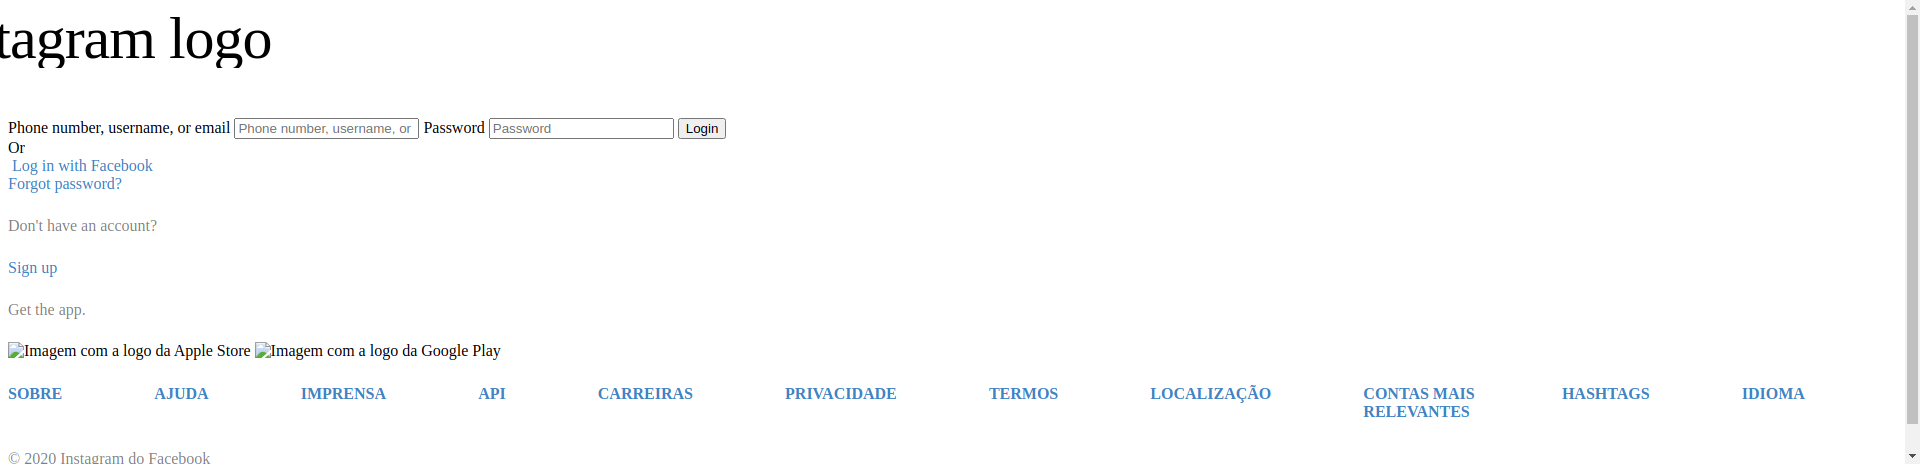 tagram logo
Phone number, username, or email Phone number, username, or Password Password Login
Or
Log in with Facebook
Forgot password?
Don't have an account?
Sign up
Get the app.
Imagem com a logo da Apple Store Imagem com a logo da Google Play
SOBRE AJUDA IMPRENSA API CARREIRAS PRIVACIDADE TERMOS LOCALIZAÇÃO CONTAS MAIS HASHTAGS IDIOMA
RELEVANTES
© 2020 Instagram do Facebook